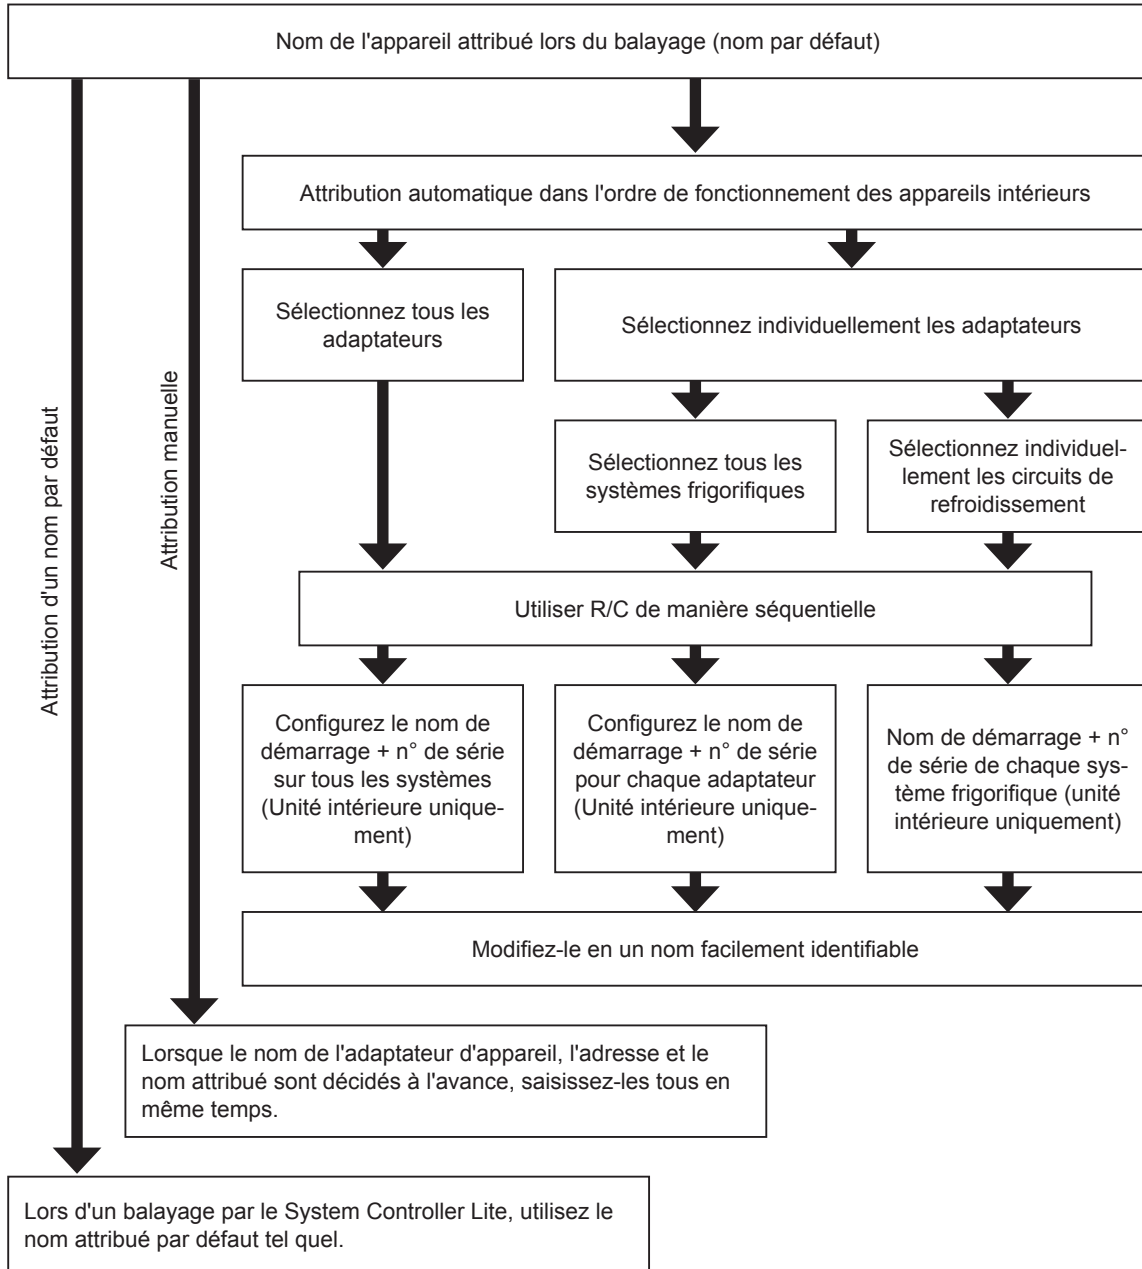 Nom de l'appareil attribué lors du balayage (nom par défaut)
Attribution automatique dans l'ordre de fonctionnement des appareils intérieurs
Sélectionnez tous les
adaptateurs
Sélectionnez individuellement les adaptateurs
Attribution d'un nom par défaut
Attribution manuelle
Sélectionnez tous les
systèmes frigorifiques
Sélectionnez individuel-
lement les circuits de
refroidissement
Utiliser R/C de manière séquentielle
Configurez le nom de
démarrage + n° de série
sur tous les systèmes
(Unité intérieure unique-
ment)
Configurez le nom de
démarrage + n° de série
pour chaque adaptateur
(Unité intérieure unique-
ment)
Nom de démarrage + n°
de série de chaque sys-
tème frigorifique (unité
intérieure uniquement)
Modifiez-le en un nom facilement identifiable
Lorsque le nom de l'adaptateur d'appareil, l'adresse et le
nom attribué sont décidés à l'avance, saisissez-les tous en
même temps.
Lors d'un balayage par le System Controller Lite, utilisez le
nom attribué par défaut tel quel.